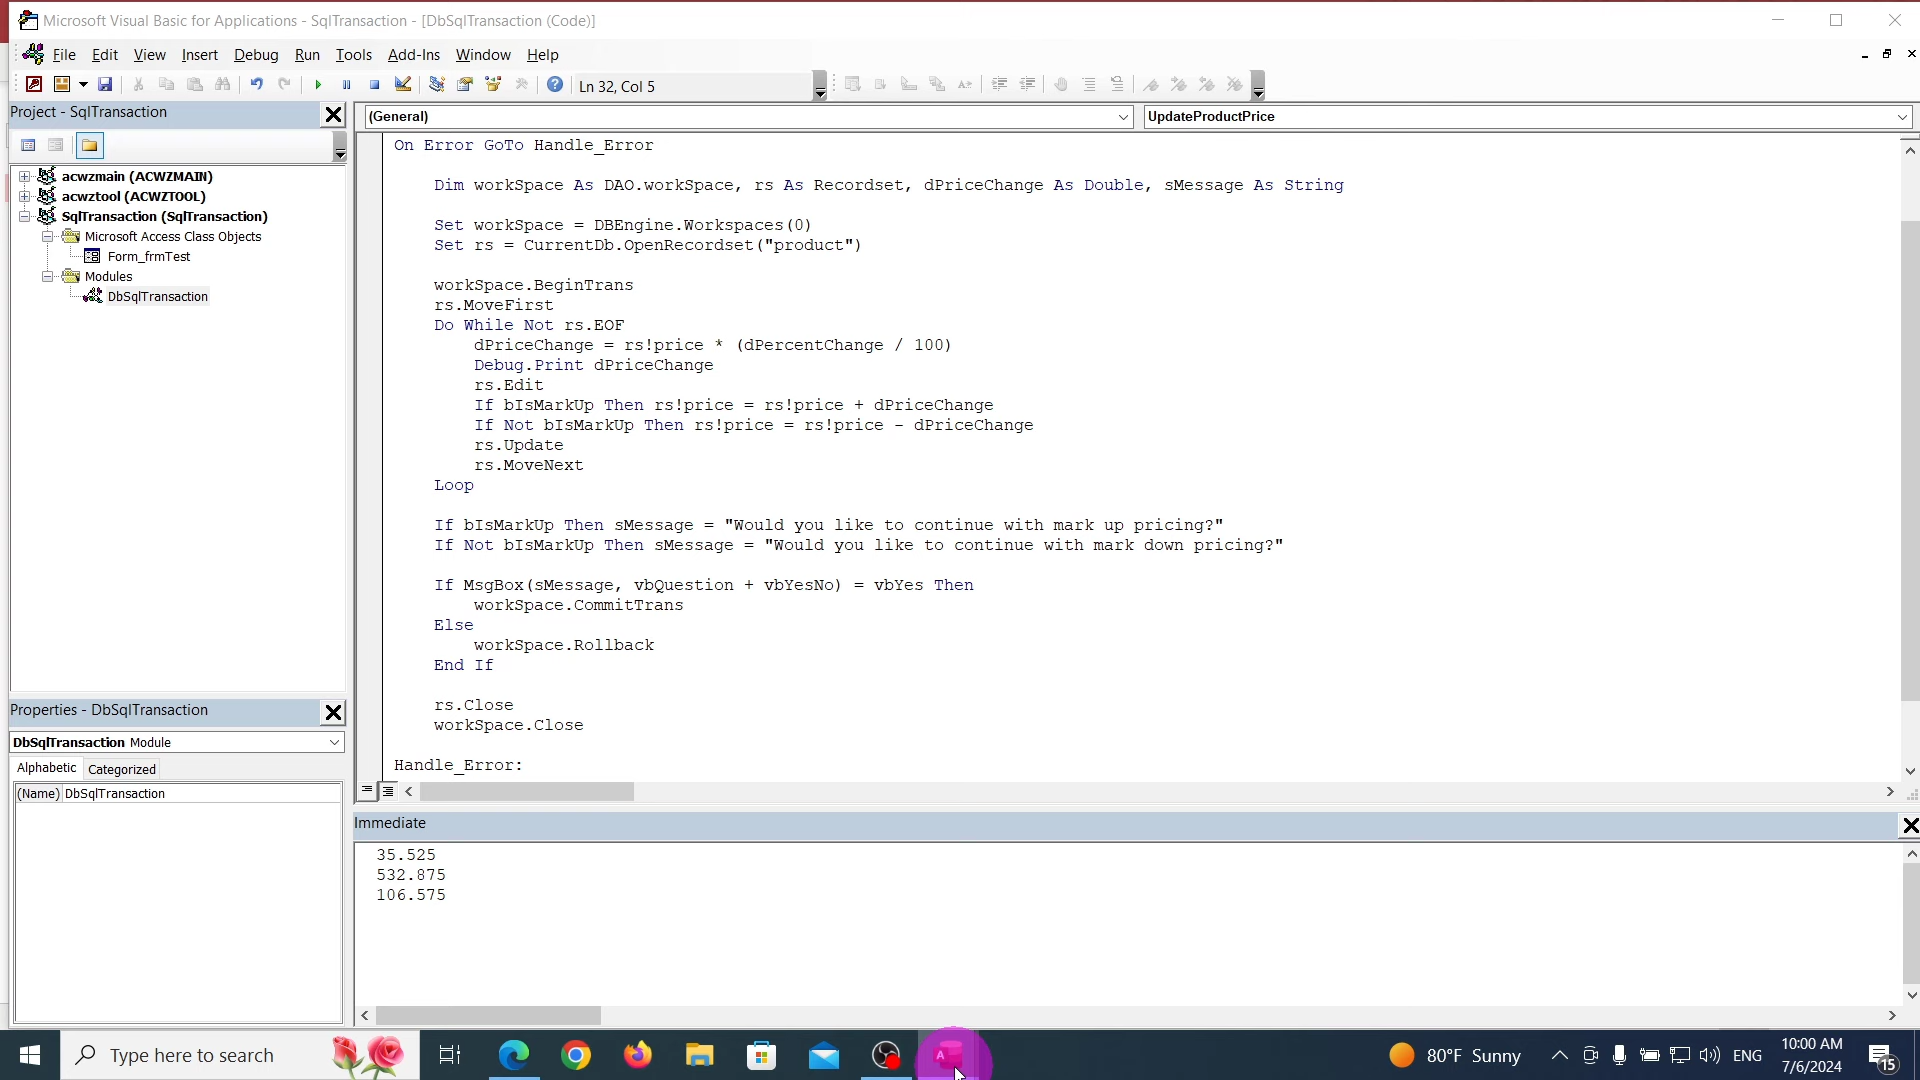 Microsoft Visual Basic for Applications - SqlTransaction - [DbSqlTransaction (Code)]
File Edit View Insert Debug Run Tools Add-Ins Window Help
Ln 32, Col 5
Project - SqlTransaction
acwzmain (ACWZMAIN)
acwztool (ACWZTOOL)
SqlTransaction (SqlTransaction)
Microsoft Access Class Objects
Form_frmTest
Modules
DbSqlTransaction
Properties - DbSqlTransaction
DbSqlTransaction Module
Alphabetic Categorized
(Name) DbSqlTransaction
(General) UpdateProductPrice
On Error GoTo Handle_Error
Dim workSpace As DAO.workSpace, rs As Recordset, dPriceChange As Double, sMessage As String
Set workSpace = DBEngine.Workspaces(0)
Set rs = CurrentDb.OpenRecordset("product")
workSpace.BeginTrans
rs.MoveFirst
Do While Not rs.EOF
dPriceChange = rs!price * (dPercentChange / 100)
Debug.Print dPriceChange
rs.Edit
If bIsMarkUp Then rs!price = rs!price + dPriceChange
If Not bIsMarkUp Then rs!price = rs!price - dPriceChange
rs.Update
rs.MoveNext
Loop
If bIsMarkUp Then sMessage = "Would you like to continue with mark up pricing?"
If Not bIsMarkUp Then sMessage = "Would you like to continue with mark down pricing?"
If MsgBox(sMessage, vbQuestion + vbYesNo) = vbYes Then
workSpace.CommitTrans
Else
workSpace.Rollback
End If
rs.Close
workSpace.Close
Handle_Error:
Immediate
35.525
532.875
106.575
Type here to search
80°F Sunny
ENG
10:00 AM
7/6/2024
15